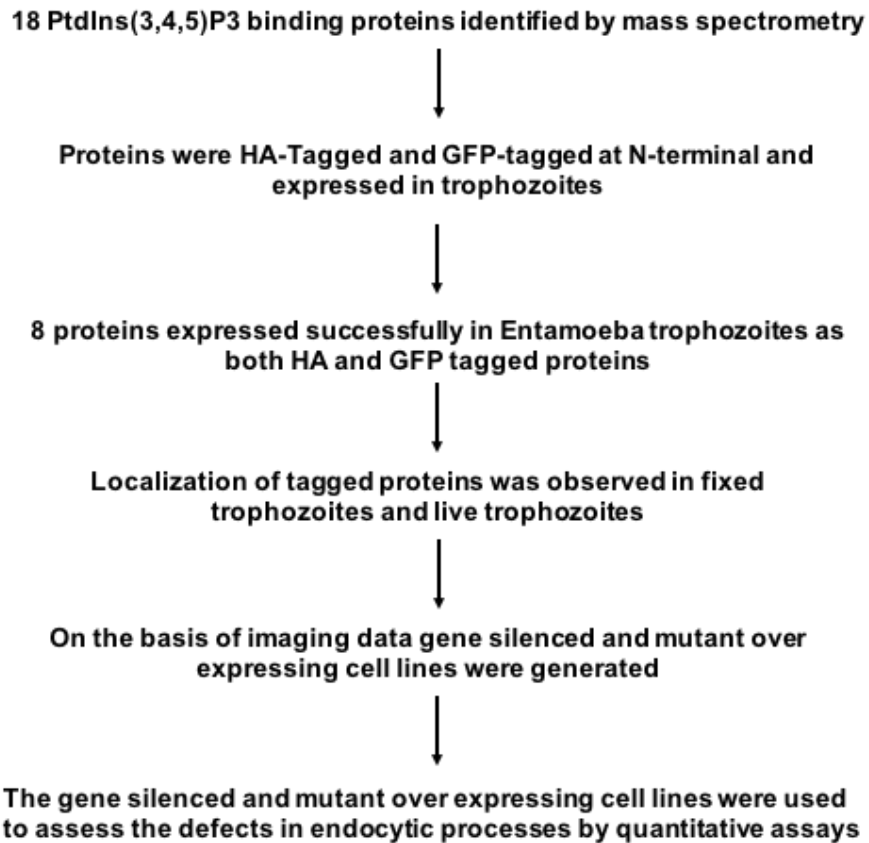 18 PtdIns(3,4,5)P3 binding proteins identified by mass spectrometry
Proteins were HA-Tagged and GFP-tagged at N-terminal and
expressed in trophozoites
8 proteins expressed successfully in Entamoeba trophozoites as
both HA and GFP tagged proteins
Localization of tagged proteins was observed in fixed
trophozoites and live trophozoites
On the basis of imaging data gene silenced and mutant over
expressing cell lines were generated
The gene silenced and mutant over expressing cell lines were used
to assess the defects in endocytic processes by quantitative assays